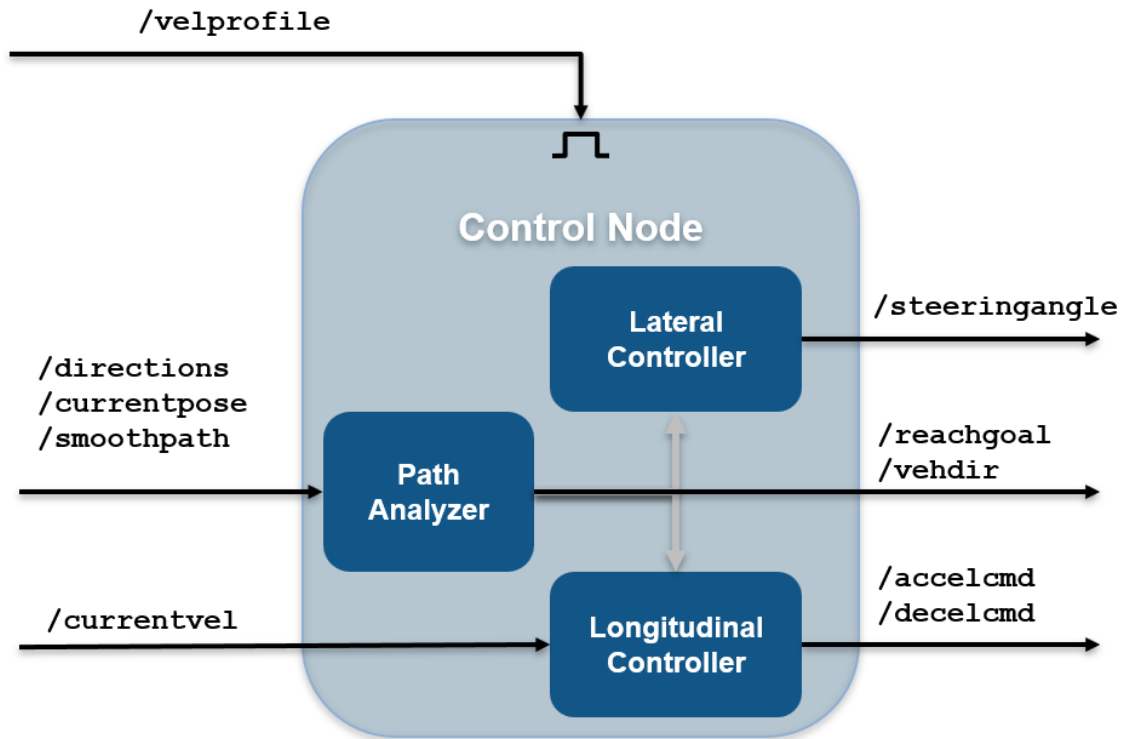 /velprofile
Control Node
Lateral
Controller
/steeringangle
/directions
/currentpose
/smoothpath
Path
Analyzer
/reachgoal
/vehdir
/currentvel
Longitudinal
Controller
/accelcmd
/decelcmd